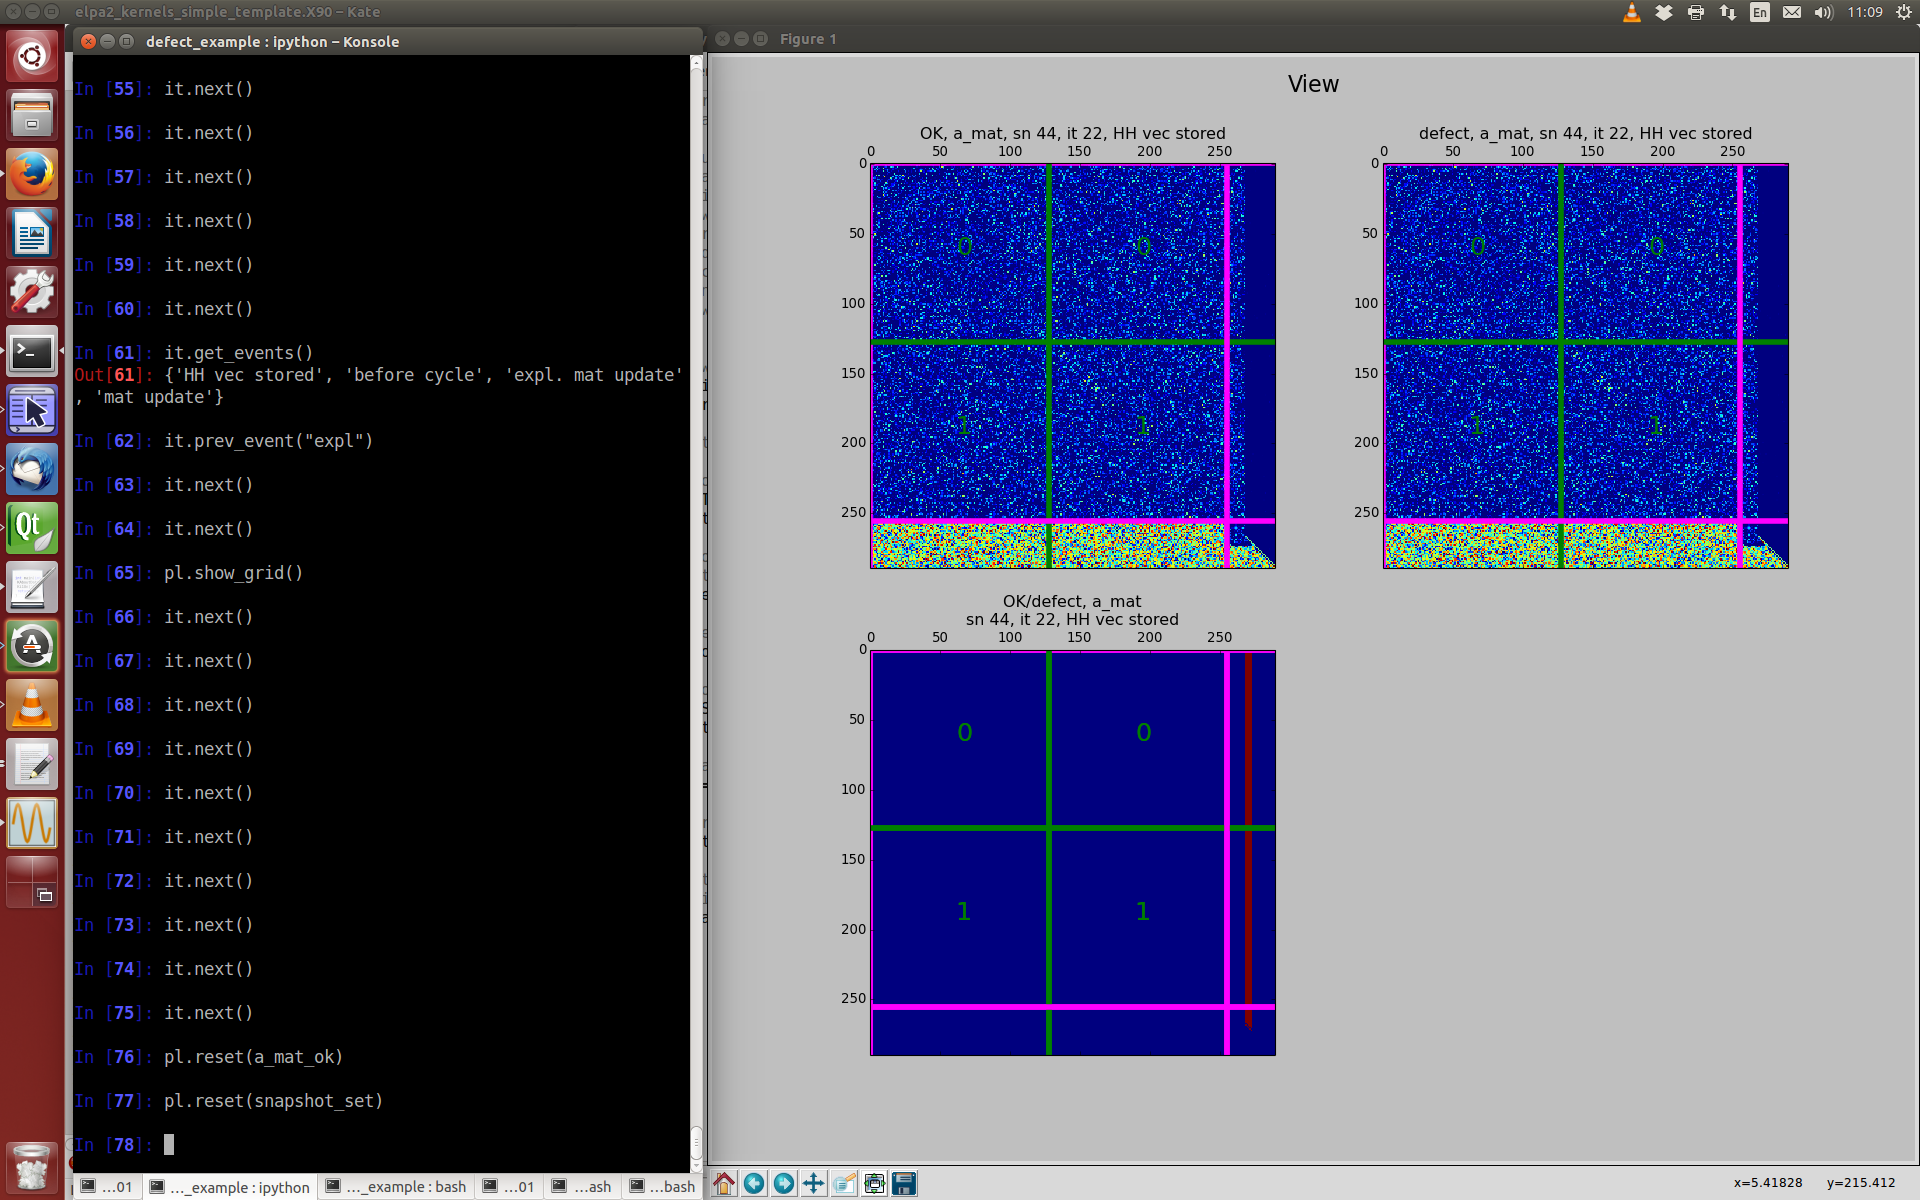 elpa2_kernels_simple_template.X90 – Kate
En
11:09
defect_example : ipython – Konsole
In [55]: it.next()
In [56]: it.next()
In [57]: it.next()
In [58]: it.next()
In [59]: it.next()
In [60]: it.next()
In [61]: it.get_events()
Out[61]: {'HH vec stored', 'before cycle', 'expl. mat update'
, 'mat update'}
In [62]: it.prev_event("expl")
In [63]: it.next()
In [64]: it.next()
In [65]: pl.show_grid()
In [66]: it.next()
In [67]: it.next()
In [68]: it.next()
In [69]: it.next()
In [70]: it.next()
In [71]: it.next()
In [72]: it.next()
In [73]: it.next()
In [74]: it.next()
In [75]: it.next()
In [76]: pl.reset(a_mat_ok)
In [77]: pl.reset(snapshot_set)
In [78]:
...01
..._example : ipython
..._example : bash
...01
...ash
...bash
Qt
Figure 1
View
OK, a_mat, sn 44, it 22, HH vec stored
0 50 100 150 200 250
0
50
100
150
200
250
0 0
1 1
defect, a_mat, sn 44, it 22, HH vec stored
0 50 100 150 200 250
0
50
100
150
200
250
0 0
1 1
OK/defect, a_mat
sn 44, it 22, HH vec stored
0 50 100 150 200 250
0
50
100
150
200
250
0 0
1 1
x=5.41828 y=215.412